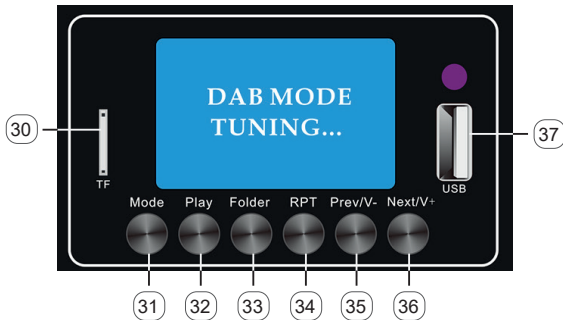 DAB MODE
TUNING...
30
TF
37
USB
Mode Play Folder RPT Prev/V- Next/V+
31 32 33 34 35 36